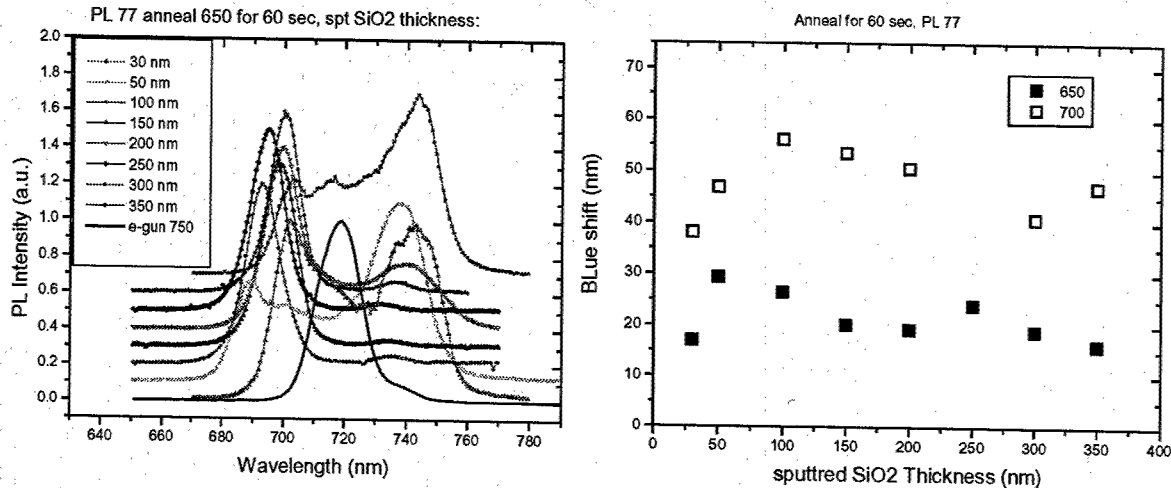 PL 77 anneal 650 for 60 sec, spt SiO2 thickness:
2.0
1.8
1.6
1.4
1.2
1.0
0.8
0.6
0.4
0.2
0.0
PL Intensity (a.u.)
30 nm
50 nm
100 nm
150 nm
200 nm
250 nm
300 nm
350 nm
e-gun 750
640 660 680 700 720 740 760 780
Wavelength (nm)
Anneal for 60 sec, PL 77
70
60
50
40
30
20
10
0
BLue shift (nm)
650
700
0 50 100 150 200 250 300 350 400
sputtred SiO2 Thickness (nm)